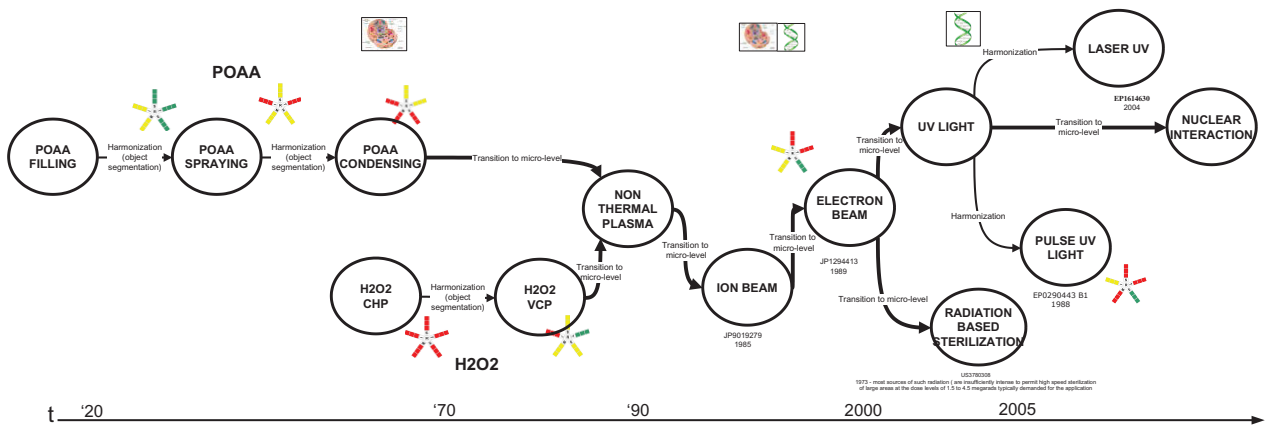 POAA
POAA
FILLING
Harmonization
(object
segmentation)
POAA
SPRAYING
Harmonization
(object
segmentation)
POAA
CONDENSING
Transition to micro-level
H2O2
CHP
Harmonization
(object
segmentation)
H2O2
VCP
Transition to
micro-level
H2O2
NON
THERMAL
PLASMA
Transition to
micro-level
ION BEAM
JP9019279
1985
Transition to
micro-level
ELECTRON
BEAM
JP1294413
1989
Transition to
micro-level
UV LIGHT
Harmonization
LASER UV
EP1614630
2004
Transition to
micro-level
NUCLEAR
INTERACTION
Harmonization
PULSE UV
LIGHT
EP0290443 B1
1988
Transition to micro-level
RADIATION
BASED
STERILIZATION
US3780308
1973 - most sources of such radiation ( are insufficiently intense to permit high speed sterilization
of large areas at the dose levels of 1.5 to 4.5 megarads typically demanded for the application
t ‘20 ‘70 ‘90 2000 2005